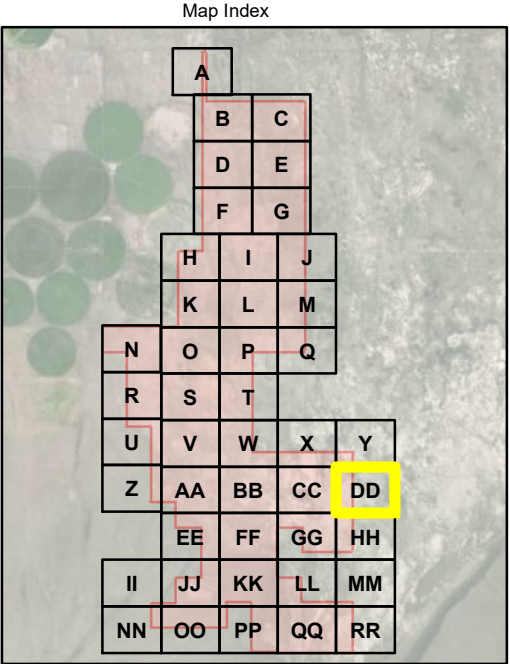 Map Index
A
B C
D E
F G
H I J
K L M
N O P Q
R S T
U V W X Y
Z AA BB CC DD
EE FF GG HH
II JJ KK LL MM
NN OO PP QQ RR